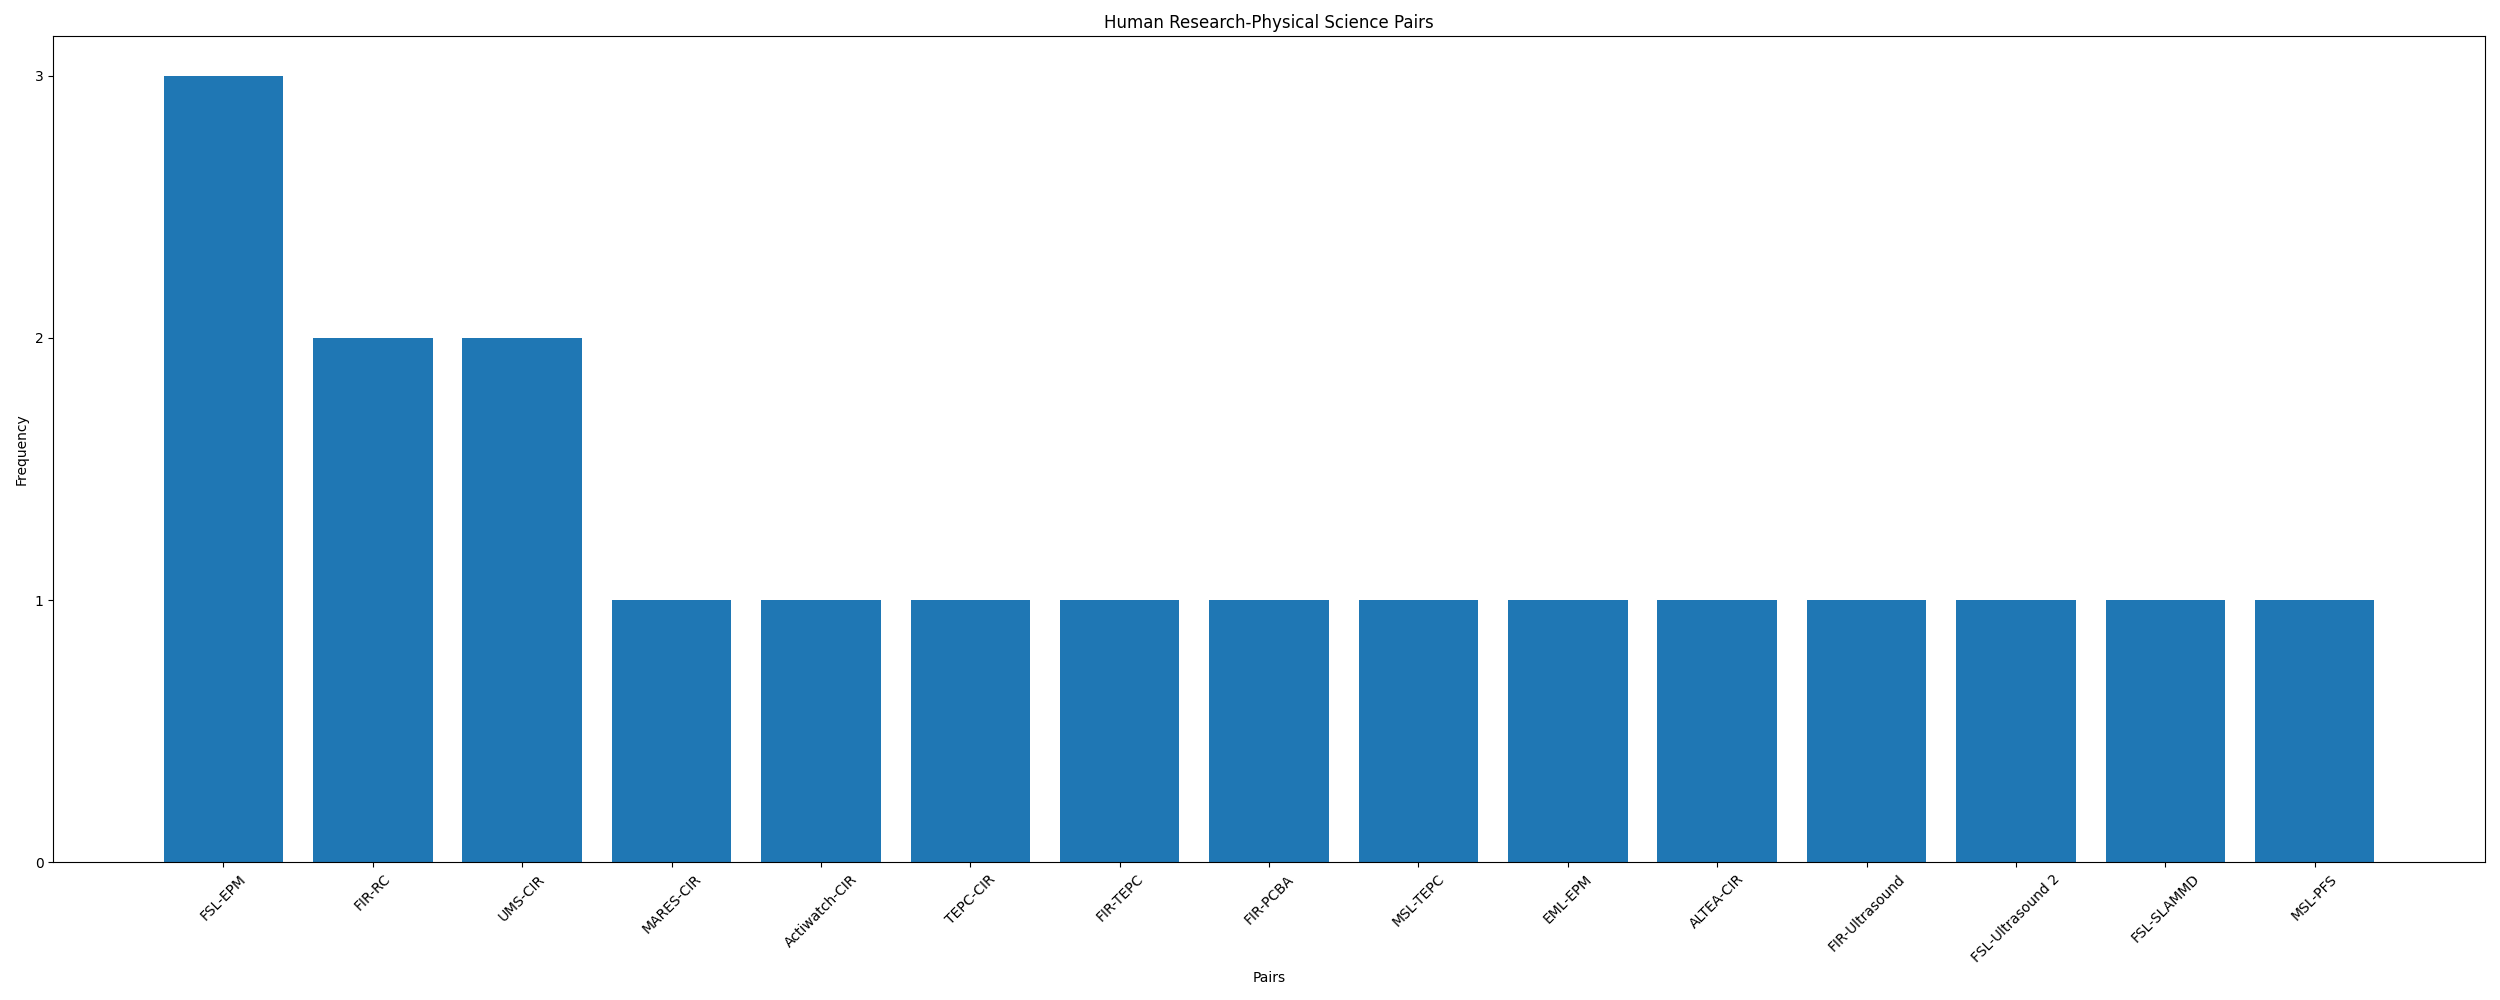 Human Research-Physical Science Pairs
Frequency
3
2
1
0
FSL-EPM
FIR-RC
UMS-CIR
MARES-CIR
Actiwatch-CIR
TEPC-CIR
FIR-TEPC
FIR-PCBA
MSL-TEPC
EML-EPM
ALTEA-CIR
FIR-Ultrasound
FSL-Ultrasound 2
FSL-SLAMMD
MSL-PFS
Pairs